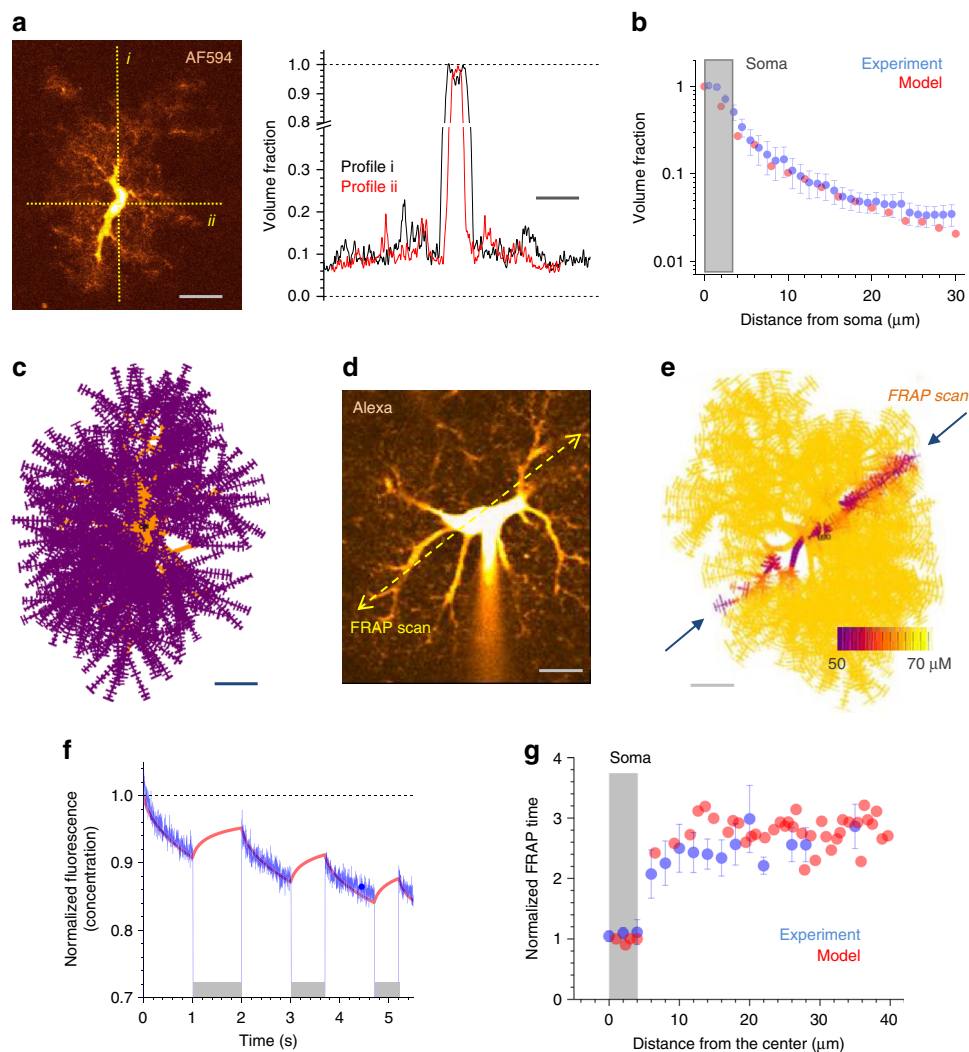 a
AF594
i
ii
Volume fraction
1.0
0.9
0.8
0.3
0.2
0.1
0.0
Profile i
Profile ii
b
Soma
Experiment
Model
Volume fraction
1
0.1
0.01
0 10 20 30
Distance from soma (μm)
c
d
Alexa
FRAP scan
e
FRAP scan
50 70 μM
f
Normalized fluorescence
(concentration)
1.0
0.9
0.8
0.7
0 1 2 3 4 5
Time (s)
g
Soma
Normalized FRAP time
4
3
2
1
0
Experiment
Model
0 10 20 30 40
Distance from the center (μm)